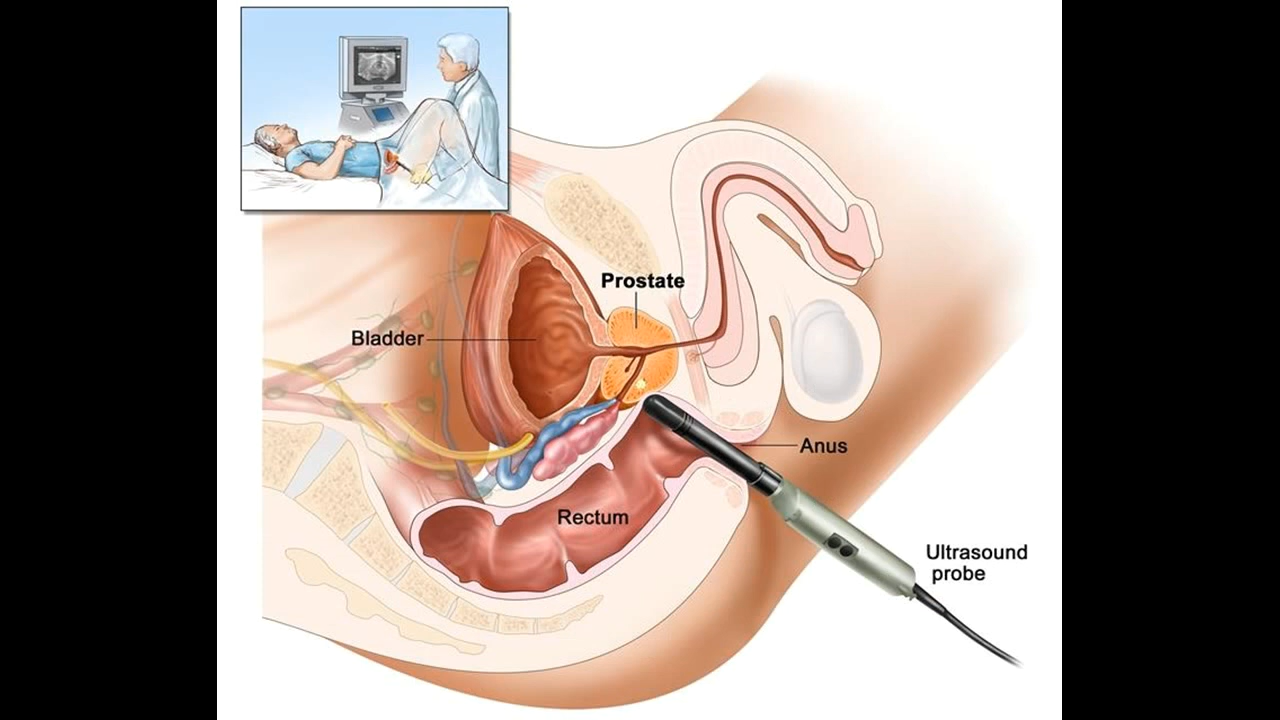 Prostate
Bladder
Anus
Rectum
Ultrasound
probe